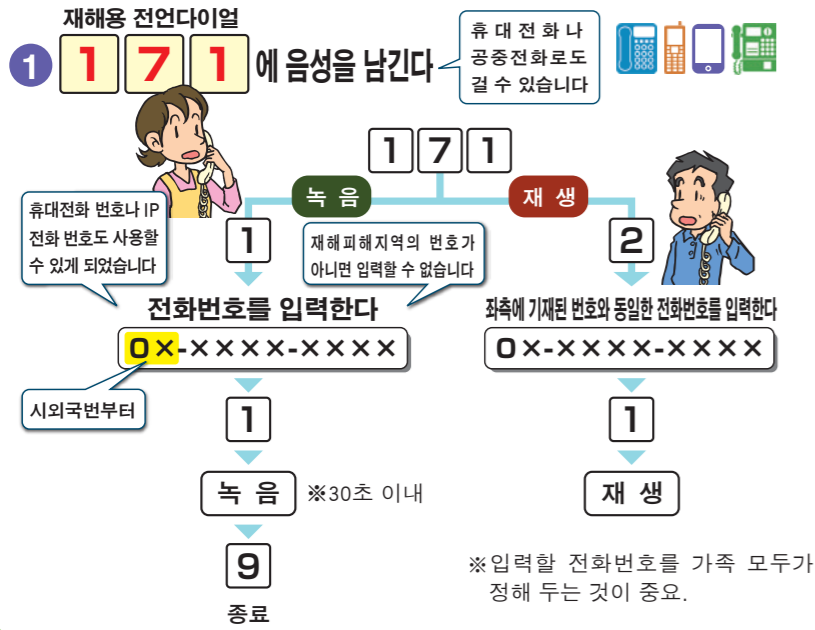 재해용 전언다이얼
1 171에 음성을 남긴다
휴대전화나
공중전화로도
걸 수 있습니다
171
녹 음
재 생
휴대전화 번호나 IP
전화 번호도 사용할
수 있게 되었습니다
1
재해피해지역의 번호가
아니면 입력할 수 없습니다
2
전화번호를 입력한다
좌측에 기재된 번호와 동일한 전화번호를 입력한다
0×-××××-××××
0×-××××-××××
시외국번부터
1
1
녹 음 ※30초 이내
재 생
9
종료
※입력할 전화번호를 가족 모두가
정해 두는 것이 중요.